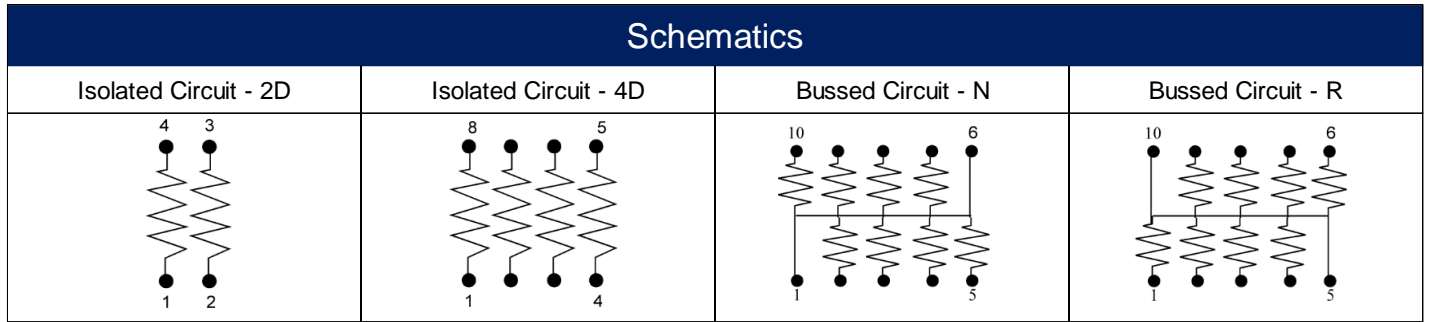 Schematics
Isolated Circuit - 2D
Isolated Circuit - 4D
Bussed Circuit - N
Bussed Circuit - R
4 3
1 2
8 5
1 4
10 6
1 5
10 6
1 5